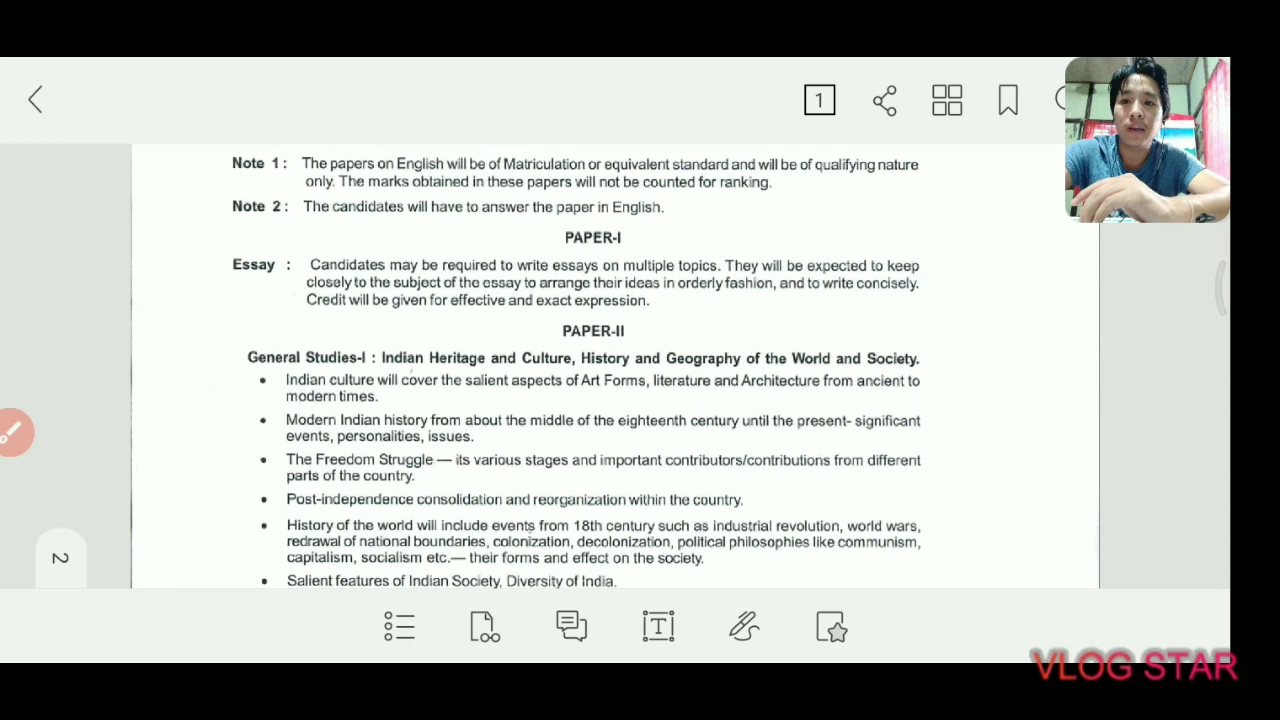 1
Note 1 : The papers on English will be of Matriculation or equivalent standard and will be of qualifying nature
only. The marks obtained in these papers will not be counted for ranking.
Note 2 : The candidates will have to answer the paper in English.
PAPER-I
Essay : Candidates may be required to write essays on multiple topics. They will be expected to keep
closely to the subject of the essay to arrange their ideas in orderly fashion, and to write concisely.
Credit will be given for effective and exact expression.
PAPER-II
General Studies-I : Indian Heritage and Culture, History and Geography of the World and Society.
• Indian culture will cover the salient aspects of Art Forms, literature and Architecture from ancient to
modern times.
• Modern Indian history from about the middle of the eighteenth century until the present- significant
events, personalities, issues.
• The Freedom Struggle — its various stages and important contributors/contributions from different
parts of the country.
• Post-independence consolidation and reorganization within the country.
• History of the world will include events from 18th century such as industrial revolution, world wars,
redrawal of national boundaries, colonization, decolonization, political philosophies like communism,
capitalism, socialism etc.— their forms and effect on the society.
• Salient features of Indian Society, Diversity of India.
2
T
VLOG STAR